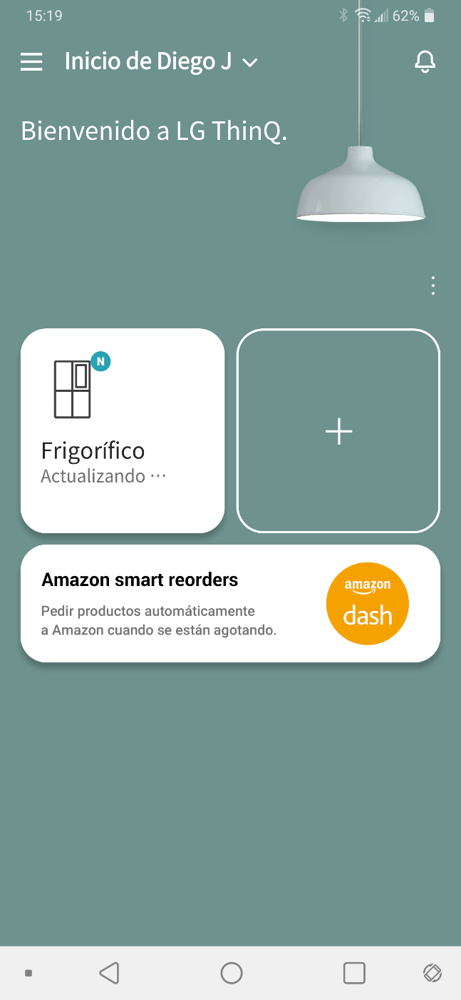 15:19
62%
Inicio de Diego J
Bienvenido a LG ThinQ.
N
Frigorífico
Actualizando ···
Amazon smart reorders
Pedir productos automáticamente
a Amazon cuando se están agotando.
amazon
dash